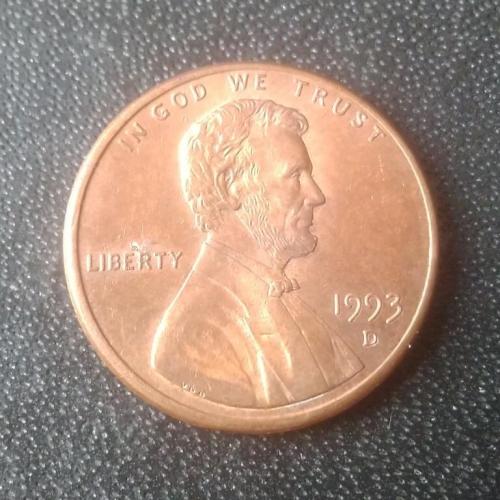 IN GOD WE TRUST
LIBERTY
1993
D